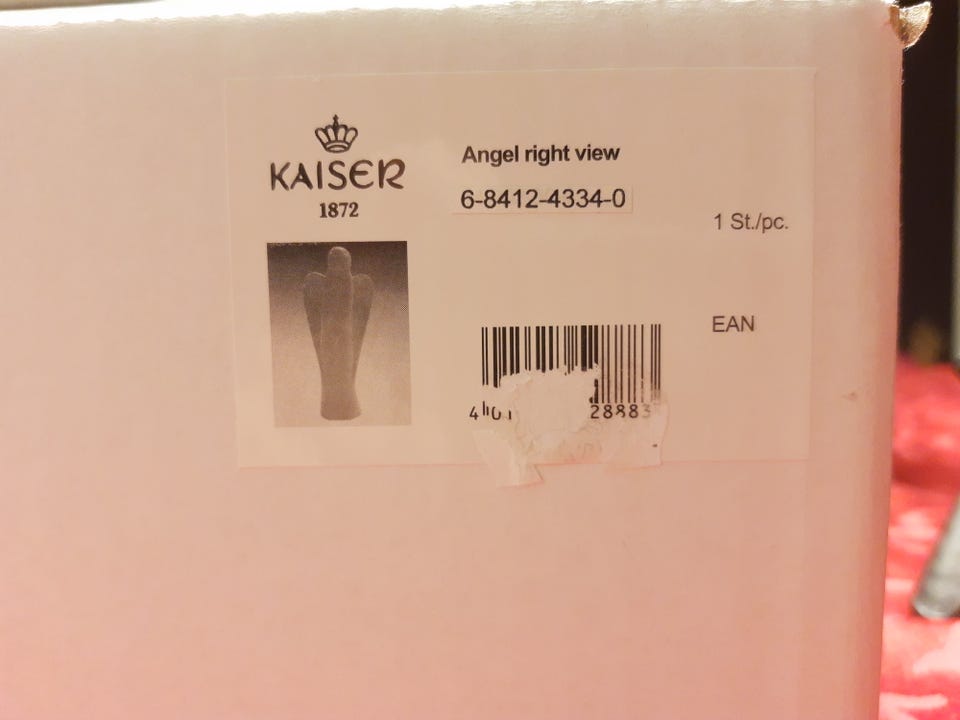 KAISER
1872
Angel right view
6-8412-4334-0
1 St./pc.
EAN